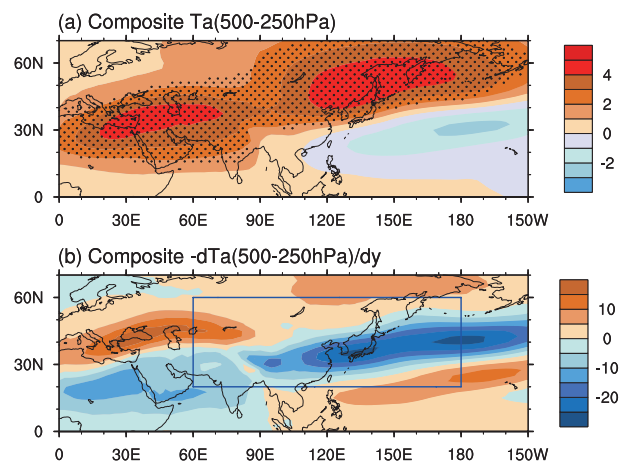 (a) Composite Ta(500-250hPa)
60N
30N
0
0 30E 60E 90E 120E 150E 180 150W
4
2
0
-2
(b) Composite -dTa(500-250hPa)/dy
60N
30N
0
0 30E 60E 90E 120E 150E 180 150W
10
0
-10
-20